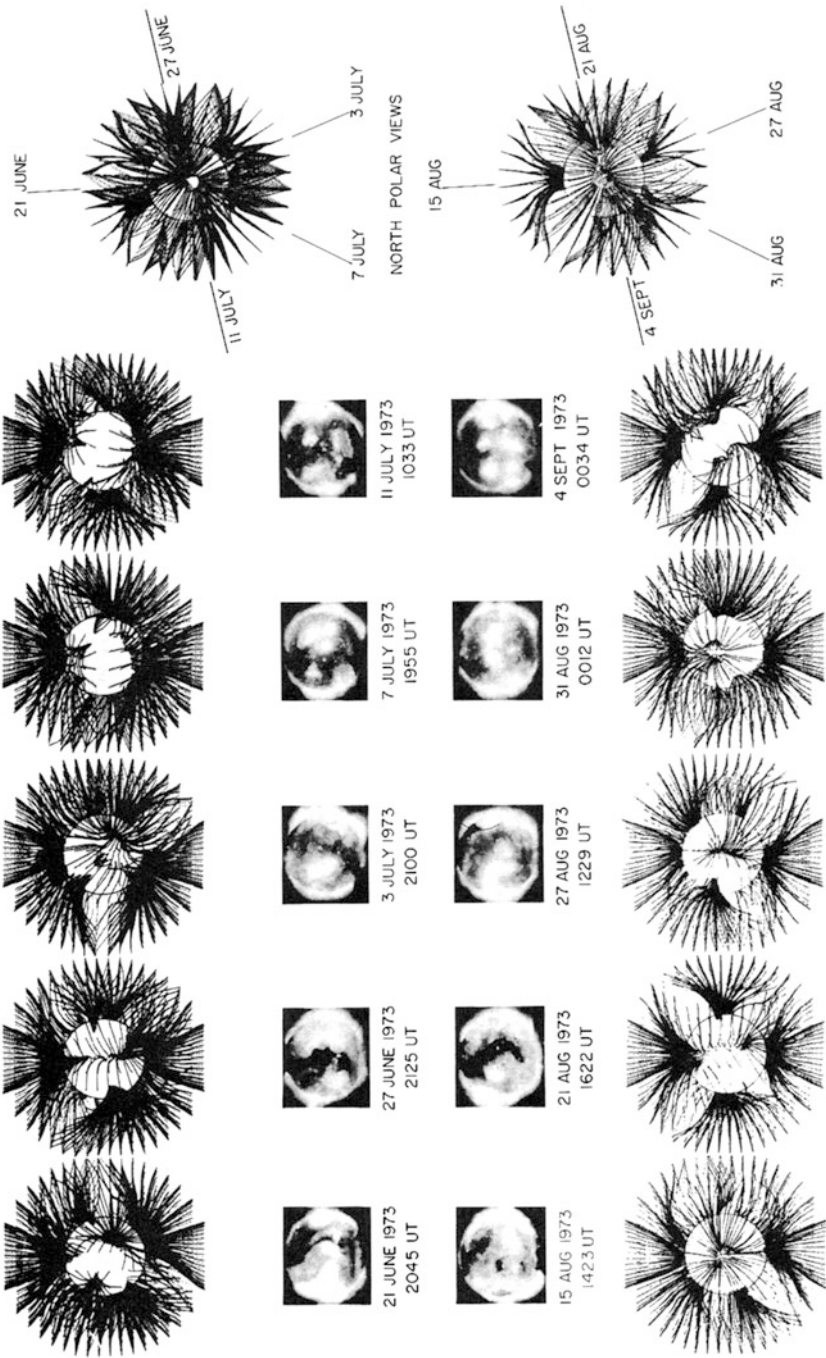 21 JUNE
27 JUNE
3 JULY
7 JULY
11 JULY
NORTH POLAR VIEWS
15 AUG
21 AUG
27 AUG
31 AUG
4 SEPT
21 JUNE 1973
2045 UT
27 JUNE 1973
2125 UT
3 JULY 1973
2100 UT
7 JULY 1973
1955 UT
11 JULY 1973
1033 UT
15 AUG 1973
1423 UT
21 AUG 1973
1622 UT
27 AUG 1973
1229 UT
31 AUG 1973
0012 UT
4 SEPT 1973
0034 UT